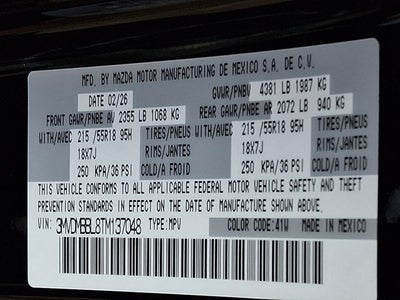 MFD. BY MAZDA MOTOR MANUFACTURING DE MEXICO S.A. DE C.V.
DATE 02/26 GVWR/PNBV 4381 LB 1987 KG
FRONT GAWR/PNBE AV 2355 LB 1068 KG REAR GAWR/PNBE AR 2072 LB 940 KG
WITH/AVEC 215 /55R18 95H TIRES/PNEUS WITH/AVEC 215 /55R18 95H TIRES/PNEUS
18X7J RIMS/JANTES 18X7J RIMS/JANTES
250 KPA/36 PSI COLD/A FROID 250 KPA/36 PSI COLD/A FROID
THIS VEHICLE CONFORMS TO ALL APPLICABLE FEDERAL MOTOR VEHICLE SAFETY AND THEFT
PREVENTION STANDARDS IN EFFECT ON THE DATE OF MANUFACTURE SHOWN ABOVE.
VIN: TYPE:MPV COLOR CODE:41W MADE IN MEXICO